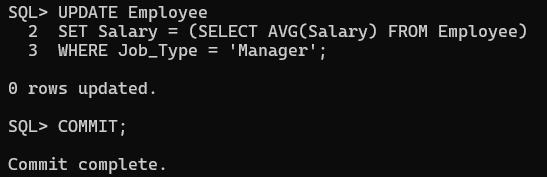 SQL> UPDATE Employee
  2  SET Salary = (SELECT AVG(Salary) FROM Employee)
  3  WHERE Job_Type = 'Manager';
0 rows updated.
SQL> COMMIT;
Commit complete.